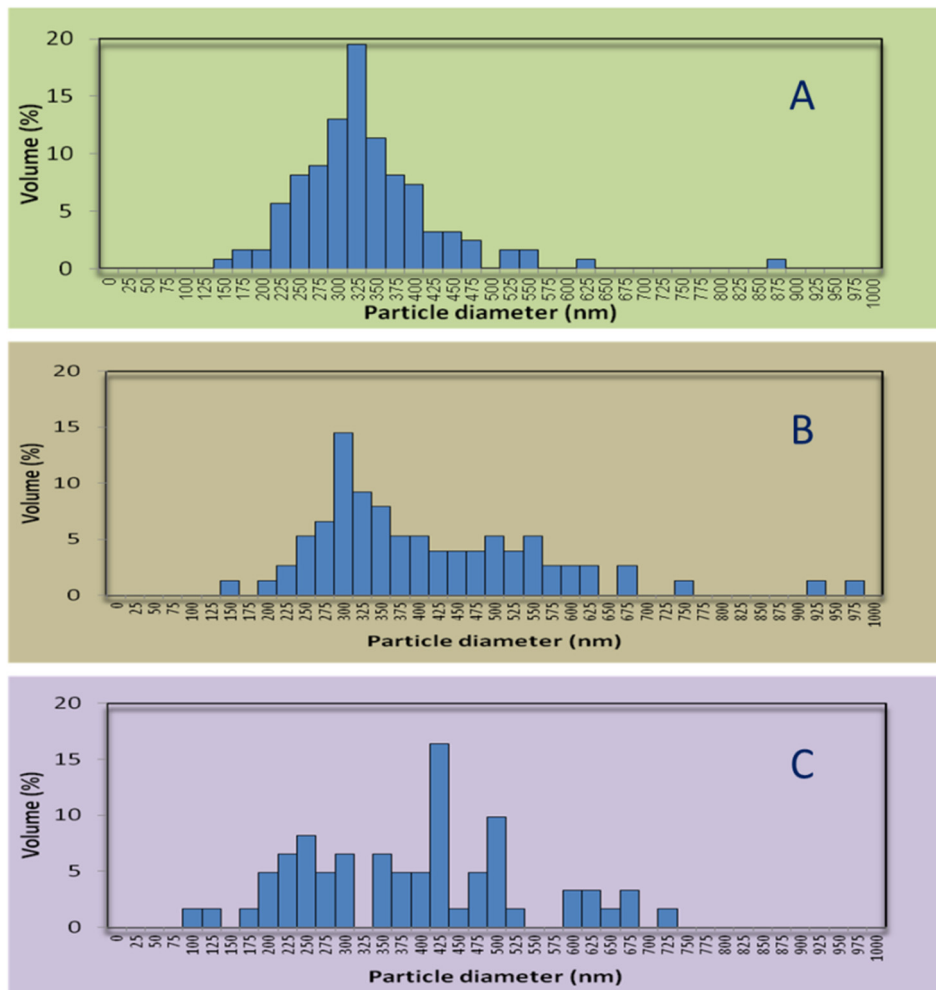 20
15
10
5
0
Volume (%)
A
0 25 50 75 100 125 150 175 200 225 250 275 300 325 350 375 400 425 450 475 500 525 550 575 600 625 650 675 700 725 750 775 800 825 850 875 900 925 950 975 1000
Particle diameter (nm)
20
15
10
5
0
Volume (%)
B
0 25 50 75 100 125 150 175 200 225 250 275 300 325 350 375 400 425 450 475 500 525 550 575 600 625 650 675 700 725 750 775 800 825 850 875 900 925 950 975 1000
Particle diameter (nm)
20
15
10
5
0
Volume (%)
C
0 25 50 75 100 125 150 175 200 225 250 275 300 325 350 375 400 425 450 475 500 525 550 575 600 625 650 675 700 725 750 775 800 825 850 875 900 925 950 975 1000
Particle diameter (nm)